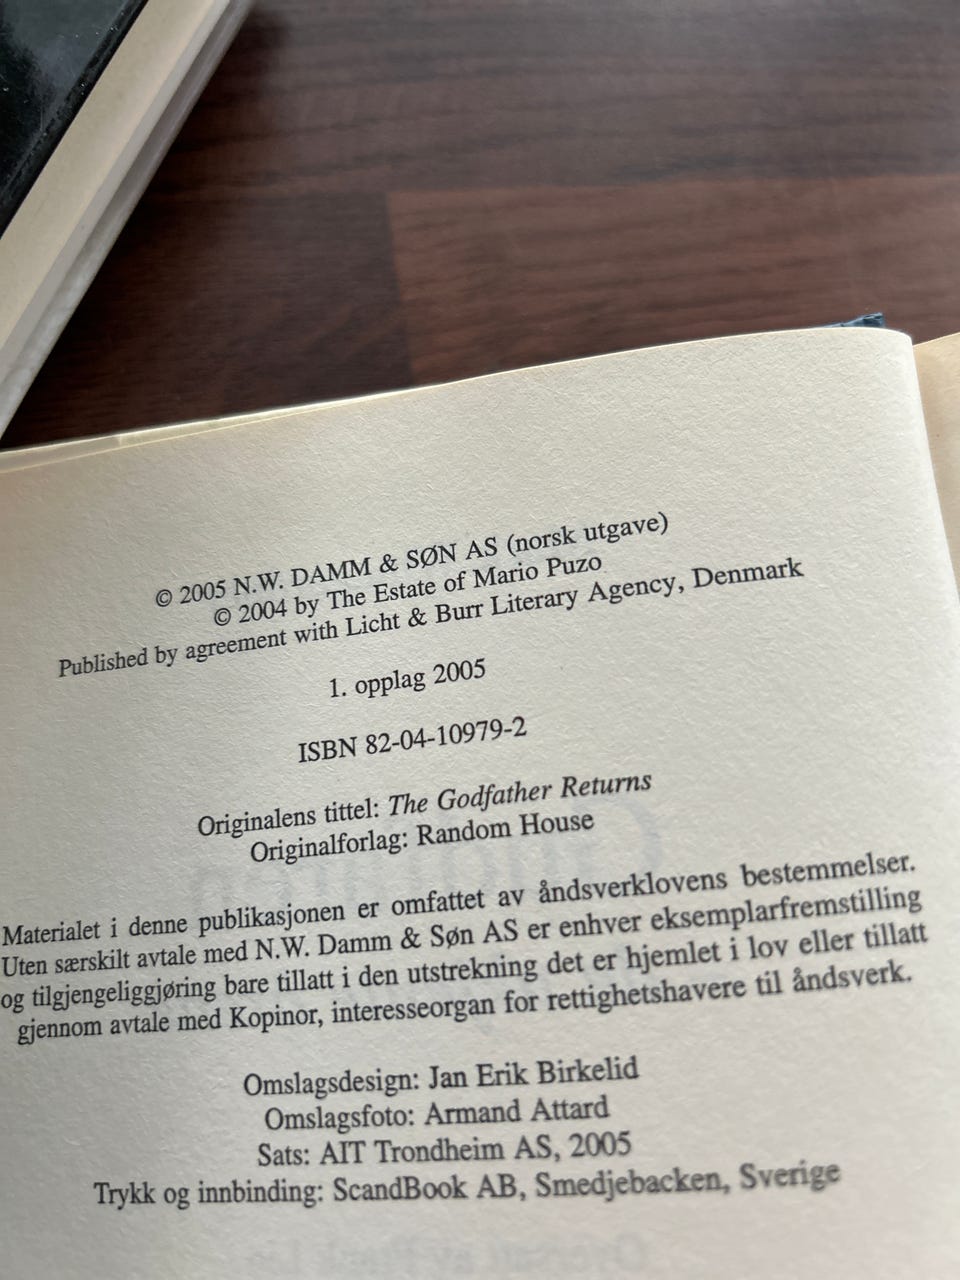 © 2005 N.W. DAMM & SØN AS (norsk utgave)
© 2004 by The Estate of Mario Puzo
Published by agreement with Licht & Burr Literary Agency, Denmark
1. opplag 2005
ISBN 82-04-10979-2
Originalens tittel: The Godfather Returns
Originalforlag: Random House
Materialet i denne publikasjonen er omfattet av åndsverklovens bestemmelser.
Uten særskilt avtale med N.W. Damm & Søn AS er enhver eksemplarfremstilling
og tilgjengeliggjøring bare tillatt i den utstrekning det er hjemlet i lov eller tillatt
gjennom avtale med Kopinor, interesseorgan for rettighetshavere til åndsverk.
Omslagsdesign: Jan Erik Birkelid
Omslagsfoto: Armand Attard
Sats: AIT Trondheim AS, 2005
Trykk og innbinding: ScandBook AB, Smedjebacken, Sverige